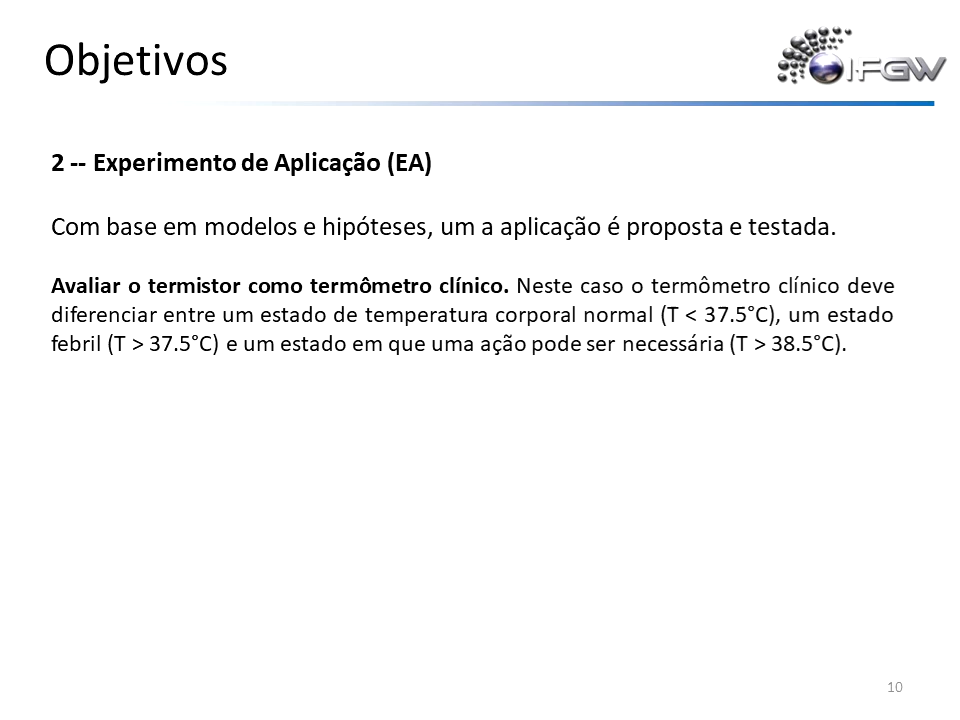 Objetivos
IFGW
2 -- Experimento de Aplicação (EA)
Com base em modelos e hipóteses, um a aplicação é proposta e testada.
Avaliar o termistor como termômetro clínico. Neste caso o termômetro clínico deve
diferenciar entre um estado de temperatura corporal normal (T < 37.5°C), um estado
febril (T > 37.5°C) e um estado em que uma ação pode ser necessária (T > 38.5°C).
10